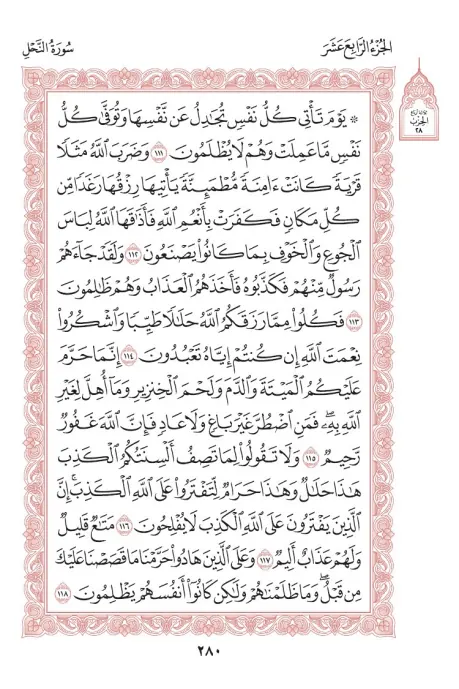 الجزء الرابع عشر
سورة النحل
۞ يَوۡمَ تَأۡتِي كُلُّ نَفۡسٖ تُجَٰدِلُ عَن نَّفۡسِهَا وَتُوَفَّىٰ كُلُّ
نَفۡسٖ مَّا عَمِلَتۡ وَهُمۡ لَا يُظۡلَمُونَ ١١١ وَضَرَبَ ٱللَّهُ مَثَلٗا
قَرۡيَةٗ كَانَتۡ ءَامِنَةٗ مُّطۡمَئِنَّةٗ يَأۡتِيهَا رِزۡقُهَا رَغَدٗا مِّن
كُلِّ مَكَانٖ فَكَفَرَتۡ بِأَنۡعُمِ ٱللَّهِ فَأَذَٰقَهَا ٱللَّهُ لِبَاسَ
ٱلۡجُوعِ وَٱلۡخَوۡفِ بِمَا كَانُواْ يَصۡنَعُونَ ١١٢ وَلَقَدۡ جَآءَهُمۡ
رَسُولٞ مِّنۡهُمۡ فَكَذَّبُوهُ فَأَخَذَهُمُ ٱلۡعَذَابُ وَهُمۡ ظَٰلِمُونَ
١١٣ فَكُلُواْ مِمَّا رَزَقَكُمُ ٱللَّهُ حَلَٰلٗا طَيِّبٗا وَٱشۡكُرُواْ
نِعۡمَتَ ٱللَّهِ إِن كُنتُمۡ إِيَّاهُ تَعۡبُدُونَ ١١٤ إِنَّمَا حَرَّمَ
عَلَيۡكُمُ ٱلۡمَيۡتَةَ وَٱلدَّمَ وَلَحۡمَ ٱلۡخِنزِيرِ وَمَآ أُهِلَّ لِغَيۡرِ
ٱللَّهِ بِهِۦۖ فَمَنِ ٱضۡطُرَّ غَيۡرَ بَاغٖ وَلَا عَادٖ فَإِنَّ ٱللَّهَ غَفُورٞ
رَّحِيمٞ ١١٥ وَلَا تَقُولُواْ لِمَا تَصِفُ أَلۡسِنَتُكُمُ ٱلۡكَذِبَ
هَٰذَا حَلَٰلٞ وَهَٰذَا حَرَامٞ لِّتَفۡتَرُواْ عَلَى ٱللَّهِ ٱلۡكَذِبَۚ إِنَّ
ٱلَّذِينَ يَفۡتَرُونَ عَلَى ٱللَّهِ ٱلۡكَذِبَ لَا يُفۡلِحُونَ ١١٦ مَتَٰعٞ قَلِيلٞ
وَلَهُمۡ عَذَابٌ أَلِيمٞ ١١٧ وَعَلَى ٱلَّذِينَ هَادُواْ حَرَّمۡنَا مَا قَصَصۡنَا عَلَيۡكَ
مِن قَبۡلُۖ وَمَا ظَلَمۡنَٰهُمۡ وَلَٰكِن كَانُوٓاْ أَنفُسَهُمۡ يَظۡلِمُونَ ١١٨
الحزب
٢٨
٢٨٠